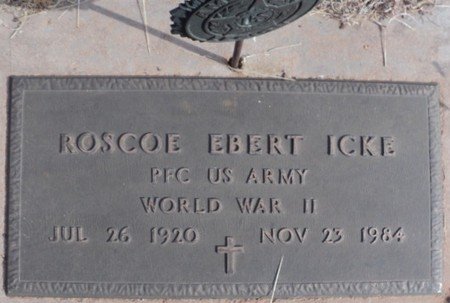 ROSCOE EBERT ICKE
PFC US ARMY
WORLD WAR II
JUL 26 1920 NOV 23 1984